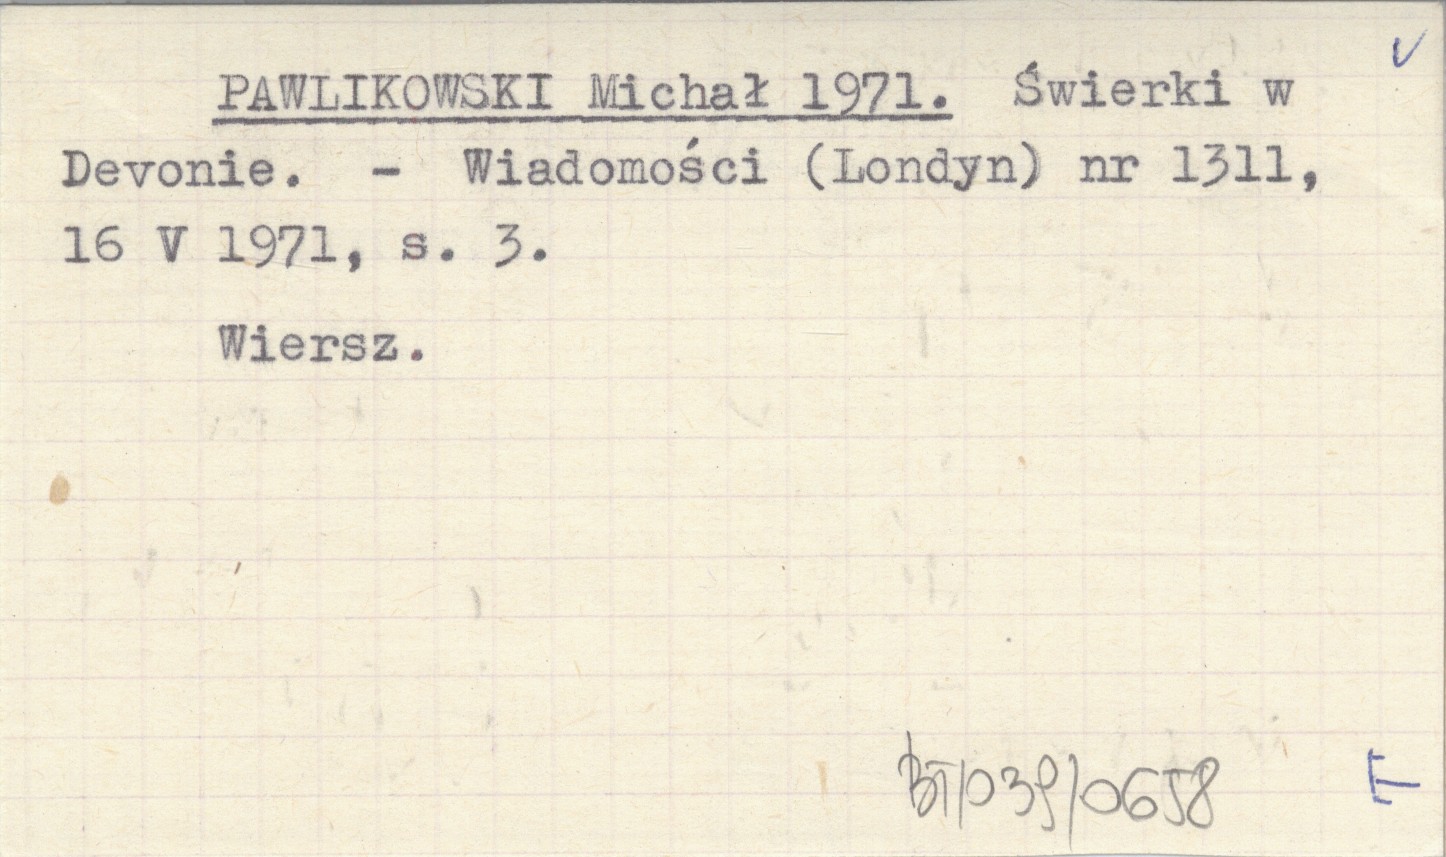 PAWLIKOWSKI Michał 1971. Świerki w
Devonie. - Wiadomości (Londyn) nr 1311,
16 V 1971, s. 3.
Wiersz.
BT/039/0658
E